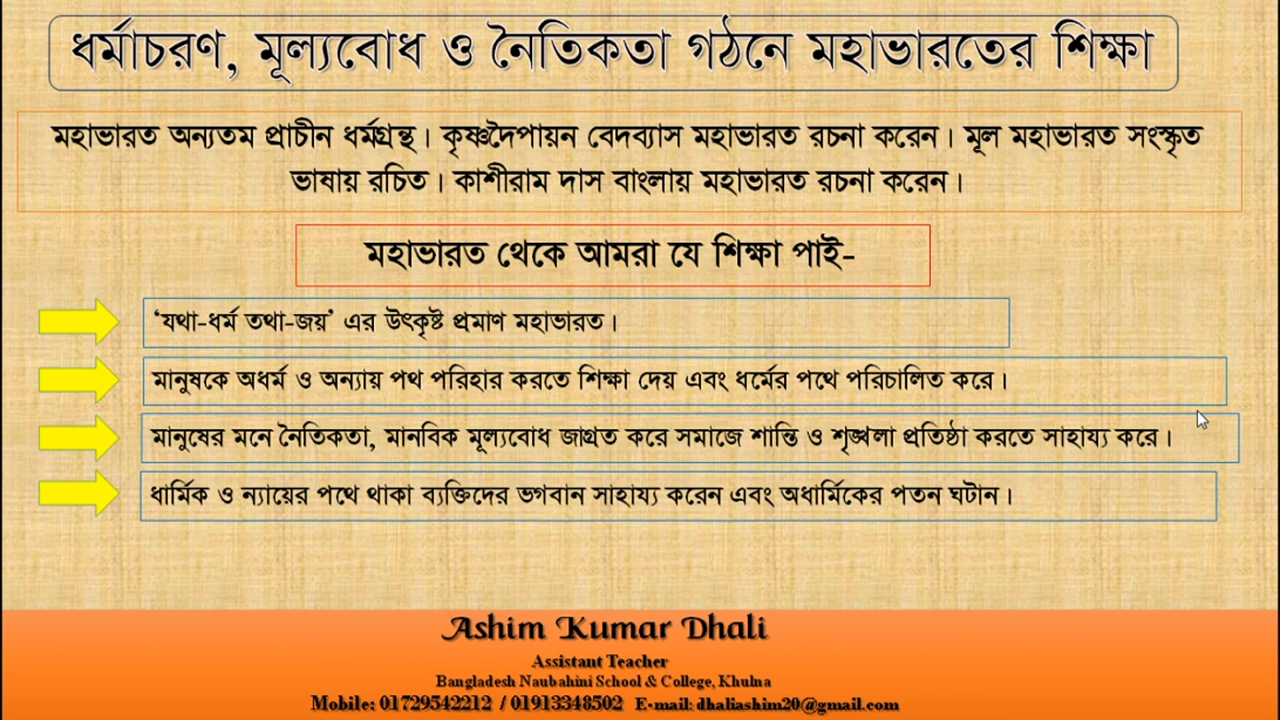 ধর্মাচরণ, মূল্যবোধ ও নৈতিকতা গঠনে মহাভারতের শিক্ষা
মহাভারত অন্যতম প্রাচীন ধর্মগ্রন্থ। কৃষ্ণদৈপায়ন বেদব্যাস মহাভারত রচনা করেন। মূল মহাভারত সংস্কৃত
ভাষায় রচিত। কাশীরাম দাস বাংলায় মহাভারত রচনা করেন।
মহাভারত থেকে আমরা যে শিক্ষা পাই-
‘যথা-ধর্ম তথা-জয়’ এর উৎকৃষ্ট প্রমাণ মহাভারত।
মানুষকে অধর্ম ও অন্যায় পথ পরিহার করতে শিক্ষা দেয় এবং ধর্মের পথে পরিচালিত করে।
মানুষের মনে নৈতিকতা, মানবিক মূল্যবোধ জাগ্রত করে সমাজে শান্তি ও শৃঙ্খলা প্রতিষ্ঠা করতে সাহায্য করে।
ধার্মিক ও ন্যায়ের পথে থাকা ব্যক্তিদের ভগবান সাহায্য করেন এবং অধার্মিকের পতন ঘটান।
Ashim Kumar Dhali
Assistant Teacher
Bangladesh Naubahini School & College, Khulna
Mobile: 01729542212 / 01913348502 E-mail: dhaliashim20@gmail.com